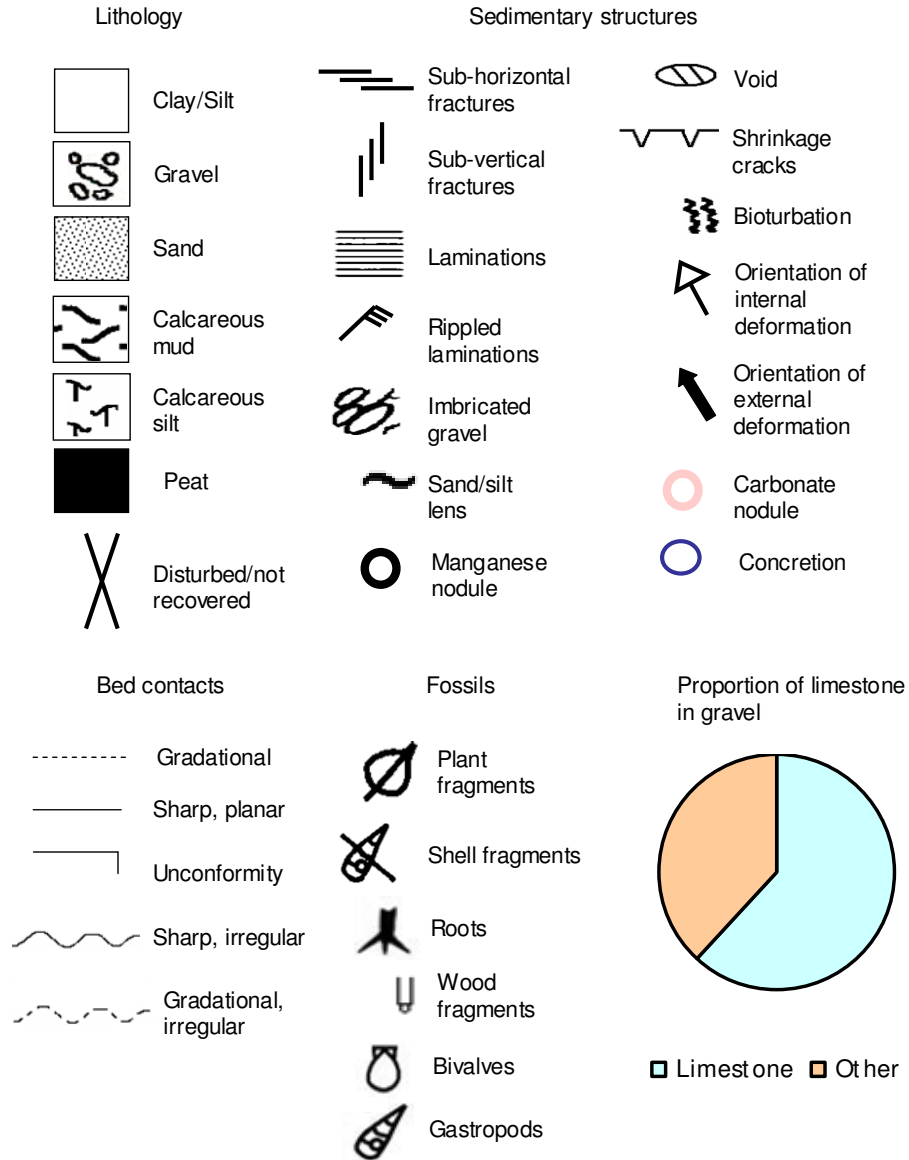 Lithology
Clay/Silt
Gravel
Sand
Calcareous
mud
Calcareous
silt
Peat
Disturbed/not
recovered
Sedimentary structures
Sub-horizontal
fractures
Sub-vertical
fractures
Laminations
Rippled
laminations
Imbricated
gravel
Sand/silt
lens
Manganese
nodule
Void
Shrinkage
cracks
Bioturbation
Orientation of
internal
deformation
Orientation of
external
deformation
Carbonate
nodule
Concretion
Bed contacts
Gradational
Sharp, planar
Unconformity
Sharp, irregular
Gradational,
irregular
Fossils
Plant
fragments
Shell fragments
Roots
Wood
fragments
Bivalves
Gastropods
Proportion of limestone
in gravel
Limestone
Other